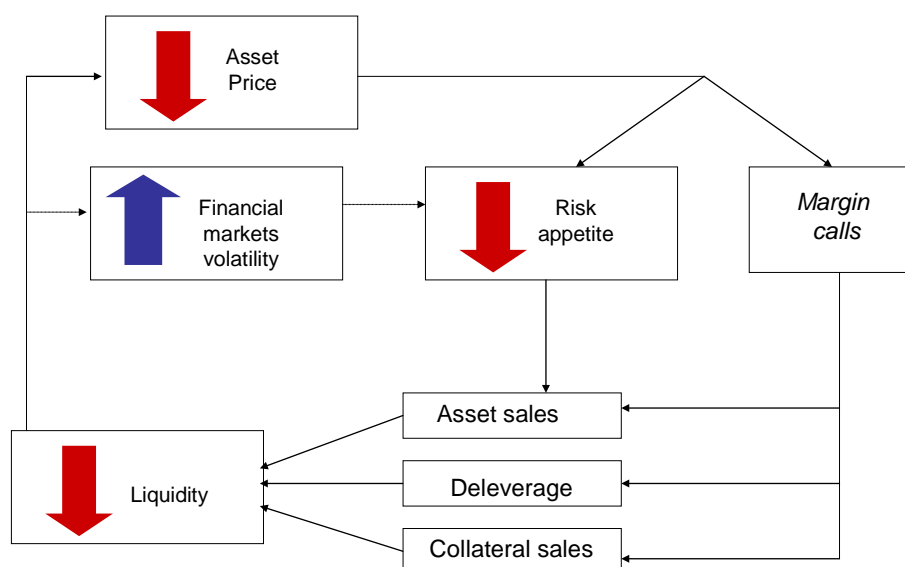 Asset
Price
Financial
markets
volatility
Risk
appetite
Margin
calls
Asset sales
Liquidity
Deleverage
Collateral sales